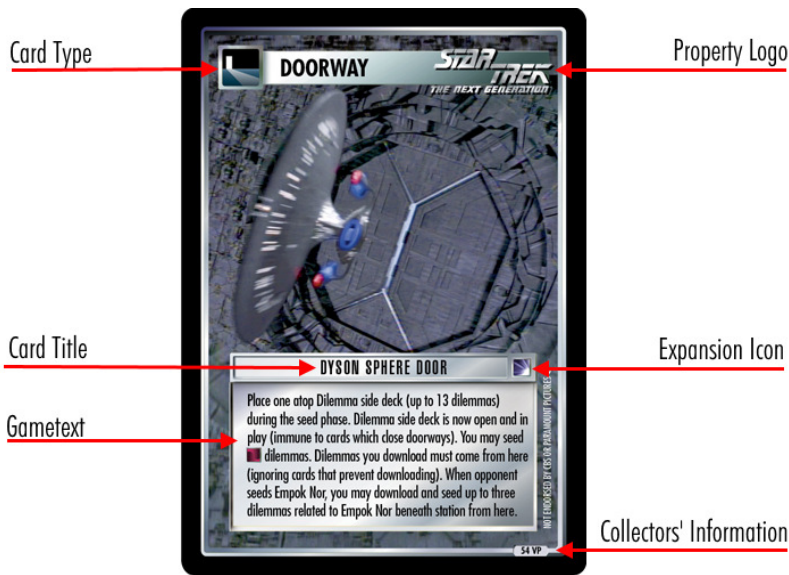 Card Type
Property Logo
DOORWAY
STAR TREK
THE NEXT GENERATION
Card Title
DYSON SPHERE DOOR
Expansion Icon
Gametext
Place one atop Dilemma side deck (up to 13 dilemmas)
during the seed phase. Dilemma side deck is now open and in
play (immune to cards which close doorways). You may seed
dilemmas. Dilemmas you download must come from here
(ignoring cards that prevent downloading). When opponent
seeds Empok Nor, you may download and seed up to three
dilemmas related to Empok Nor beneath station from here.
NOT ENDORSED BY CBS OR PARAMOUNT PICTURES.
Collectors' Information
54 VP